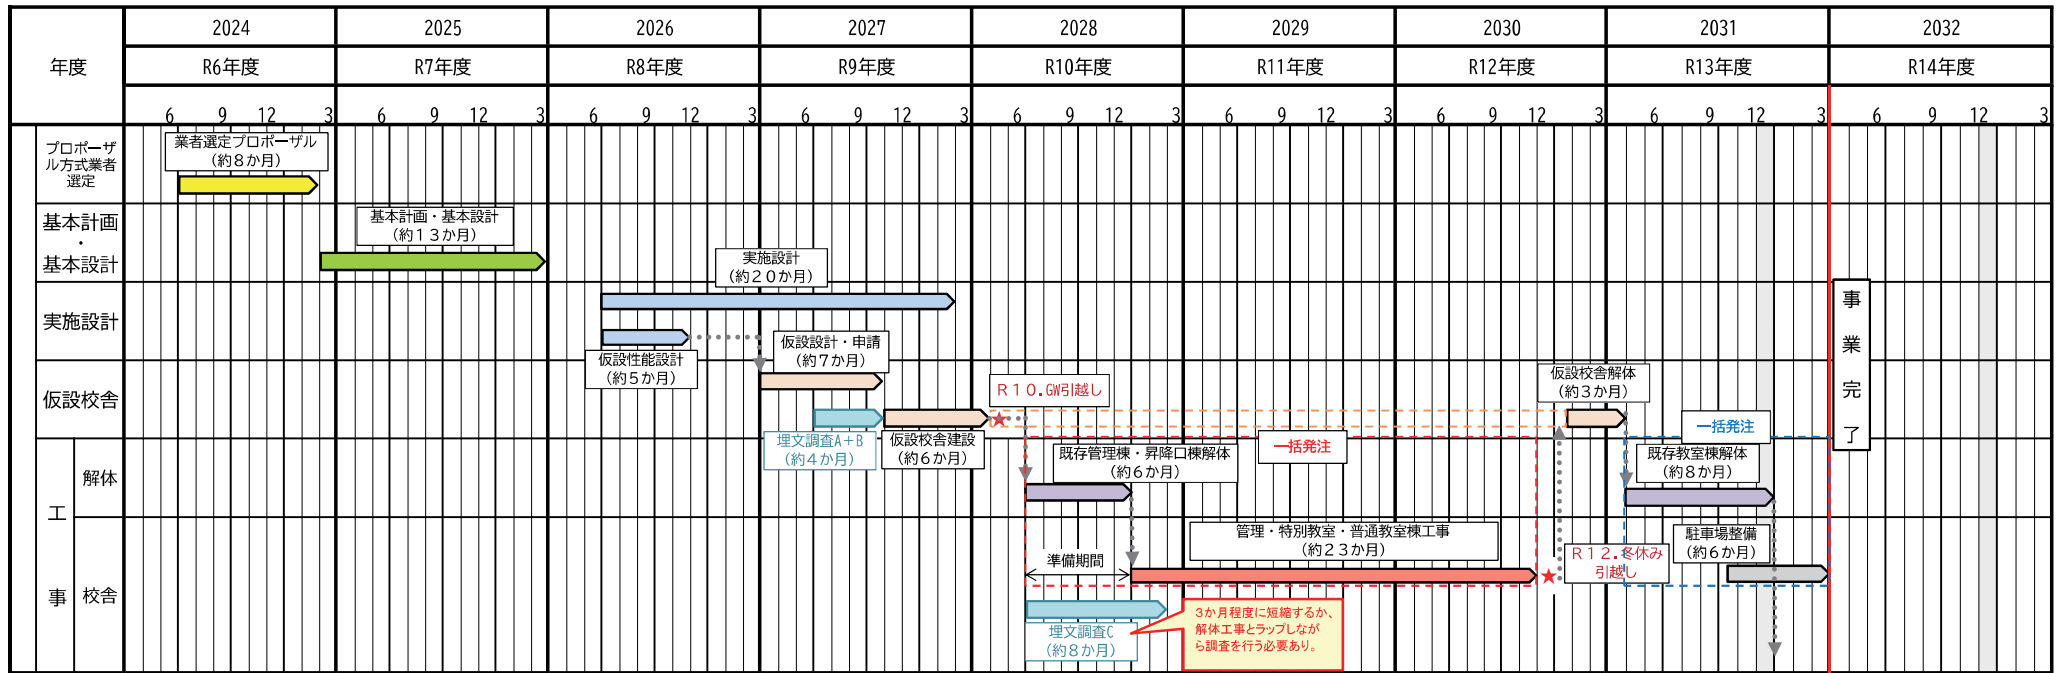 年度
2024
2025
2026
2027
2028
2029
2030
2031
2032
R6年度
R7年度
R8年度
R9年度
R10年度
R11年度
R12年度
R13年度
R14年度
6 9 12 3
6 9 12 3
6 9 12 3
6 9 12 3
6 9 12 3
6 9 12 3
6 9 12 3
6 9 12 3
6 9 12 3
プロポーザ
ル方式業者
選定
業者選定プロポーザル
(約8か月)
基本計画
・
基本設計
基本計画・基本設計
(約13か月)
実施設計
実施設計
(約20か月)
仮設性能設計
(約5か月)
仮設校舎
仮設設計・申請
(約7か月)
埋文調査A+B
(約4か月)
仮設校舎建設
(約6か月)
R10.GW引越し
仮設校舎解体
(約3か月)
工
事
解体
既存管理棟・昇降口棟解体
(約6か月)
一括発注
一括発注
既存教室棟解体
(約8か月)
校舎
準備期間
管理・特別教室・普通教室棟工事
(約23か月)
R12.冬休み
引越し
駐車場整備
(約6か月)
埋文調査C
(約8か月)
3か月程度に短縮するか、
解体工事とラップしなが
ら調査を行う必要あり。
事
業
完
了